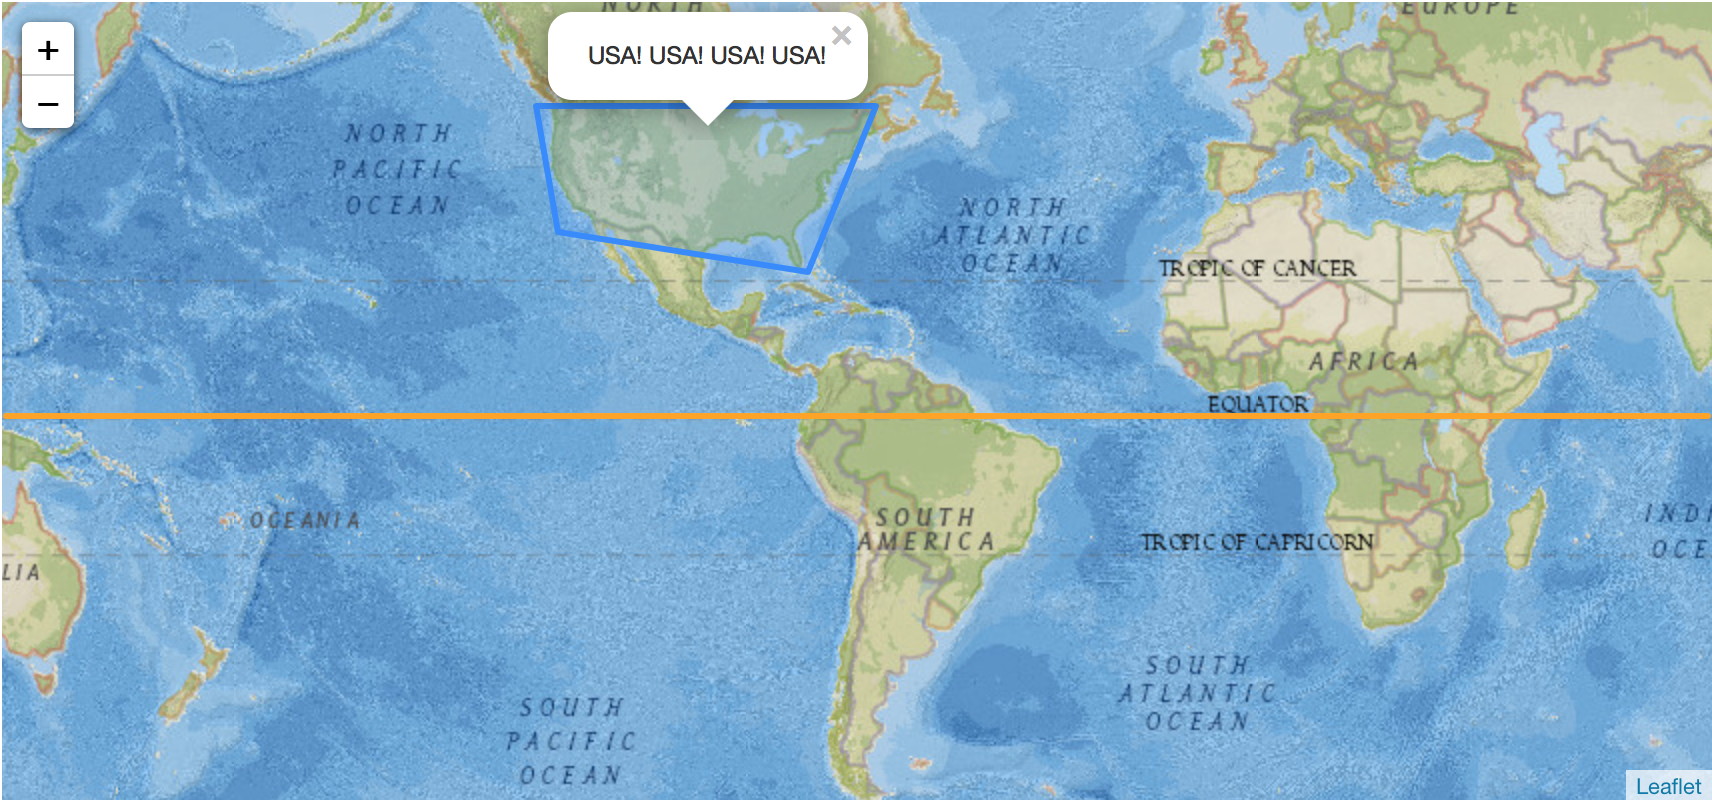 NORTH
EUROPE
+
USA! USA! USA! USA!
×
−
NORTH
PACIFIC
OCEAN
NORTH
ATLANTIC
OCEAN
TROPIC OF CANCER
AFRICA
EQUATOR
OCEANIA
SOUTH
AMERICA
TROPIC OF CAPRICORN
INDI
OCE
LIA
SOUTH
ATLANTIC
OCEAN
SOUTH
PACIFIC
OCEAN
Leaflet